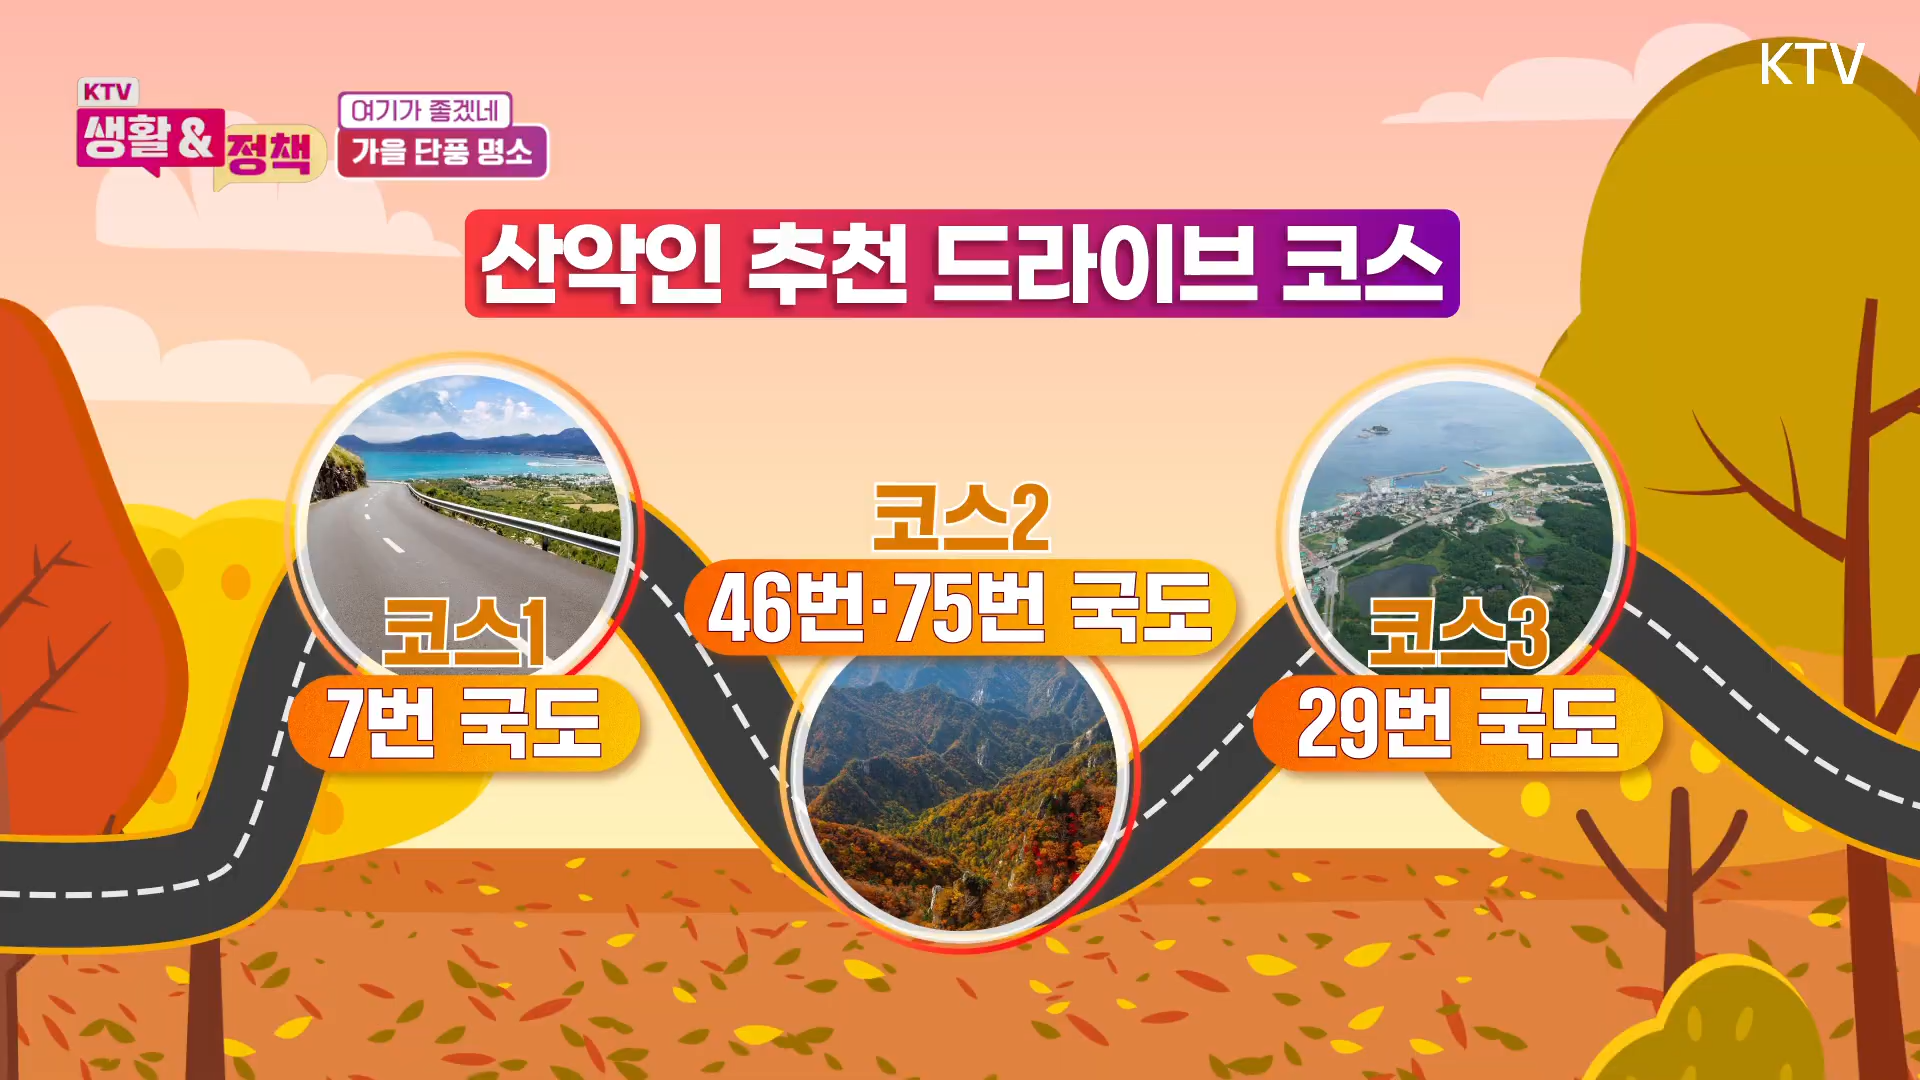 KTV
KTV
생활&정책
여기가 좋겠네
가을 단풍 명소
산악인 추천 드라이브 코스
코스1
7번 국도
코스2
46번·75번 국도
코스3
29번 국도